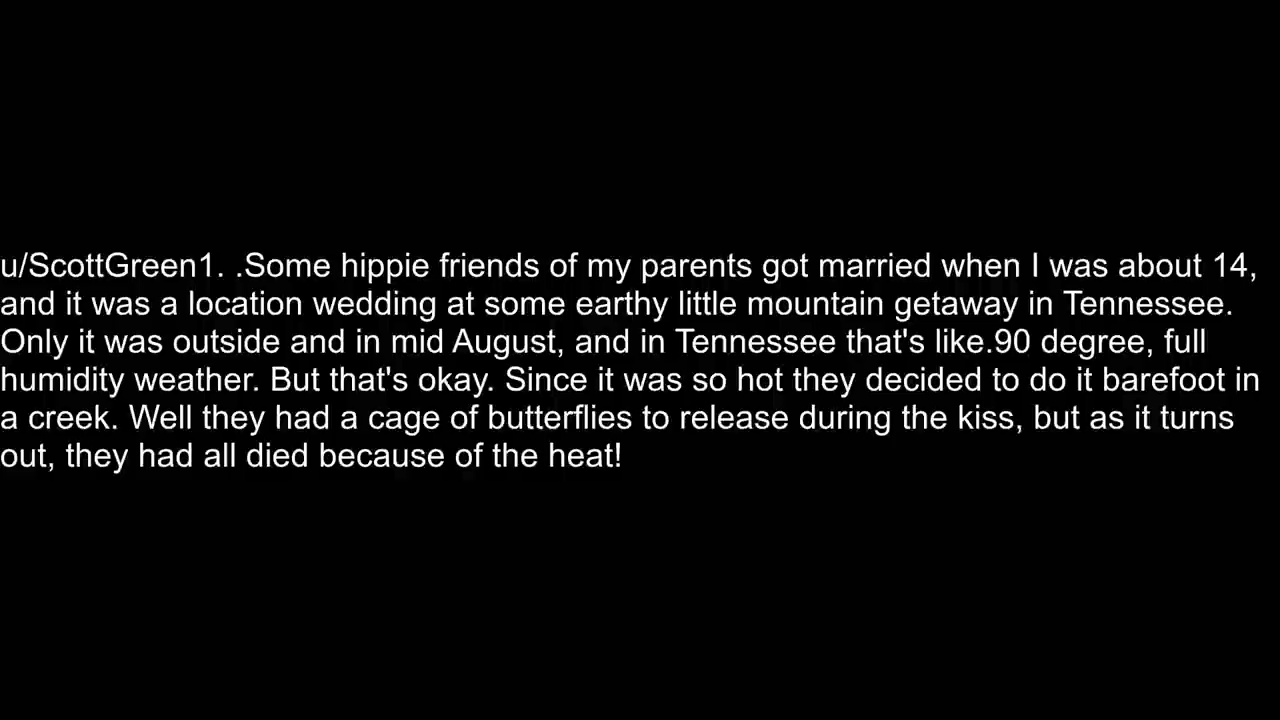 u/ScottGreen1. .Some hippie friends of my parents got married when I was about 14,
and it was a location wedding at some earthy little mountain getaway in Tennessee.
Only it was outside and in mid August, and in Tennessee that's like.90 degree, full
humidity weather. But that's okay. Since it was so hot they decided to do it barefoot in
a creek. Well they had a cage of butterflies to release during the kiss, but as it turns
out, they had all died because of the heat!